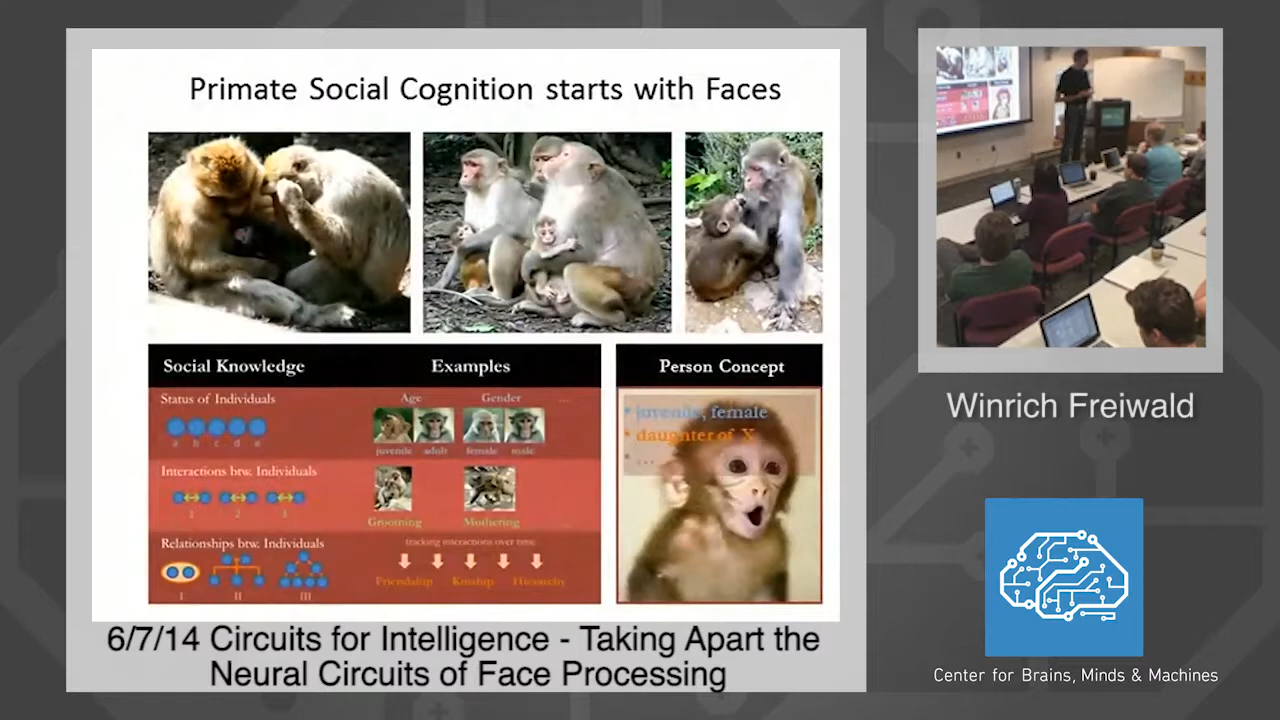 Primate Social Cognition starts with Faces
Social Knowledge
Examples
Person Concept
Status of Individuals
Age
Gender
...
a b c d e
juvenile adult female male
• juvenile, female
• daughter of X
• ...
Interactions btw. Individuals
1 2 3
Grooming
Mothering
Relationships btw. Individuals
tracking interactions over time
Friendship
Kinship
Hierarchy
I II III
6/7/14 Circuits for Intelligence - Taking Apart the
Neural Circuits of Face Processing
Winrich Freiwald
Center for Brains, Minds & Machines